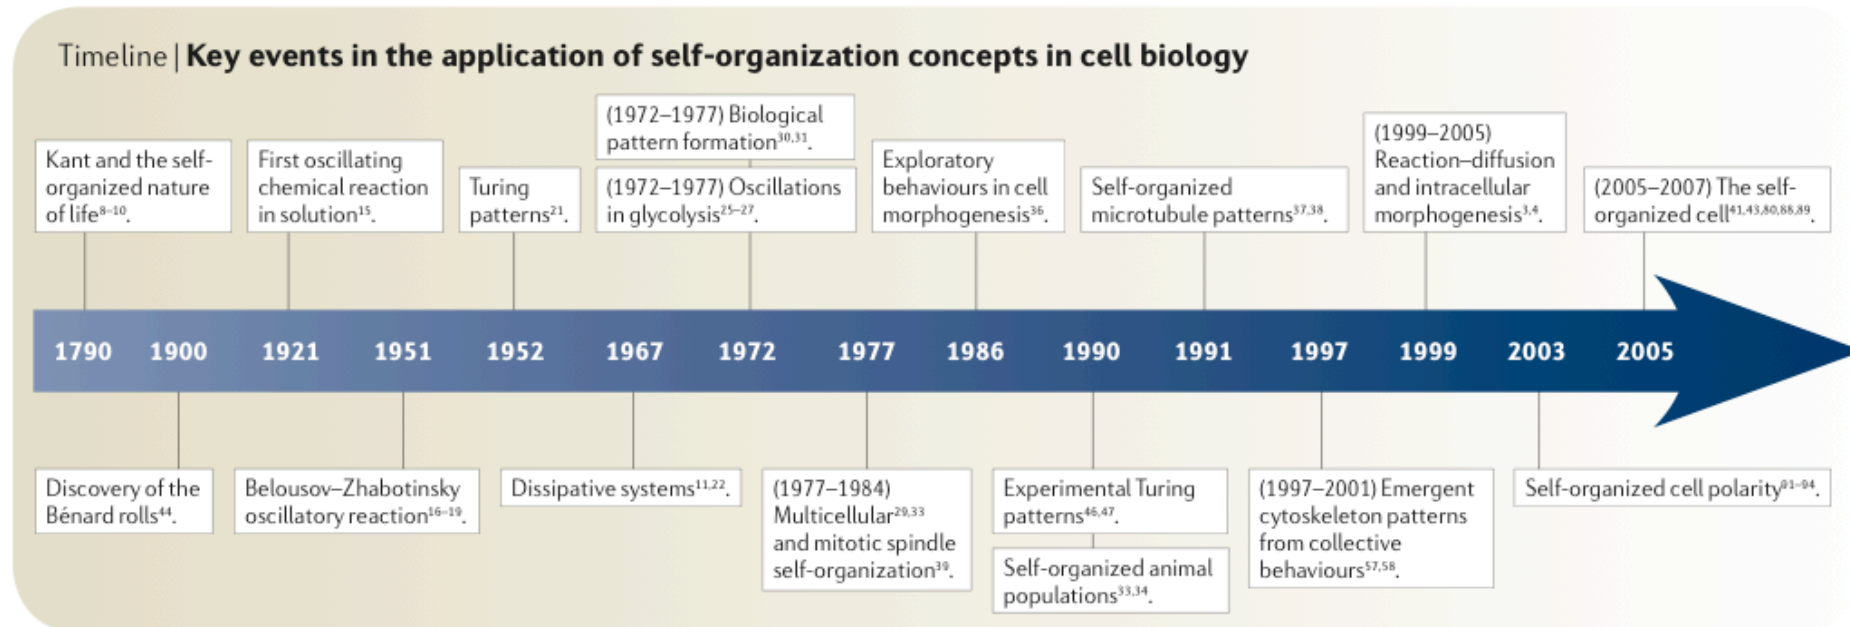 Timeline | Key events in the application of self-organization concepts in cell biology
Kant and the self-
organized nature
of life⁸⁻¹⁰.
First oscillating
chemical reaction
in solution¹⁵.
Turing
patterns²¹.
(1972–1977) Biological
pattern formation³⁰,³¹.
(1972–1977) Oscillations
in glycolysis²⁵⁻²⁷.
Exploratory
behaviours in cell
morphogenesis³⁶.
Self-organized
microtubule patterns³⁷,³⁸.
(1999–2005)
Reaction–diffusion
and intracellular
morphogenesis³,⁴.
(2005–2007) The self-
organized cell⁴¹,⁴³,⁸⁰,⁸⁸,⁸⁹.
1790 1900 1921 1951 1952 1967 1972 1977 1986 1990 1991 1997 1999 2003 2005
Discovery of the
Bénard rolls⁴⁴.
Belousov–Zhabotinsky
oscillatory reaction¹⁶⁻¹⁹.
Dissipative systems¹¹,²².
(1977–1984)
Multicellular²⁹,³³
and mitotic spindle
self-organization³⁹.
Experimental Turing
patterns⁴⁶,⁴⁷.
Self-organized animal
populations³³,³⁴.
(1997–2001) Emergent
cytoskeleton patterns
from collective
behaviours⁵⁷,⁵⁸.
Self-organized cell polarity⁹¹⁻⁹⁴.